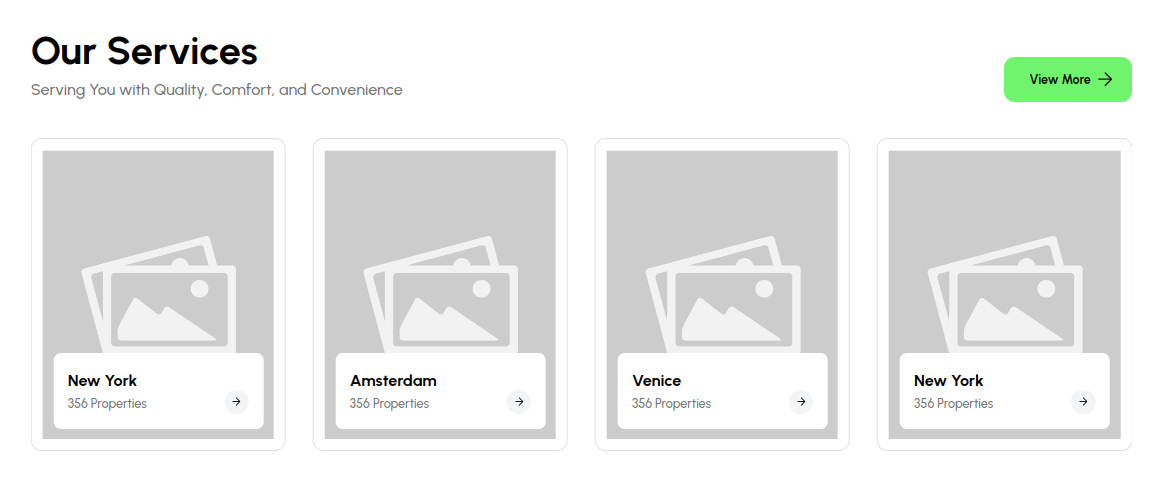 Our Services
Serving You with Quality, Comfort, and Convenience
View More
New York
356 Properties
Amsterdam
356 Properties
Venice
356 Properties
New York
356 Properties